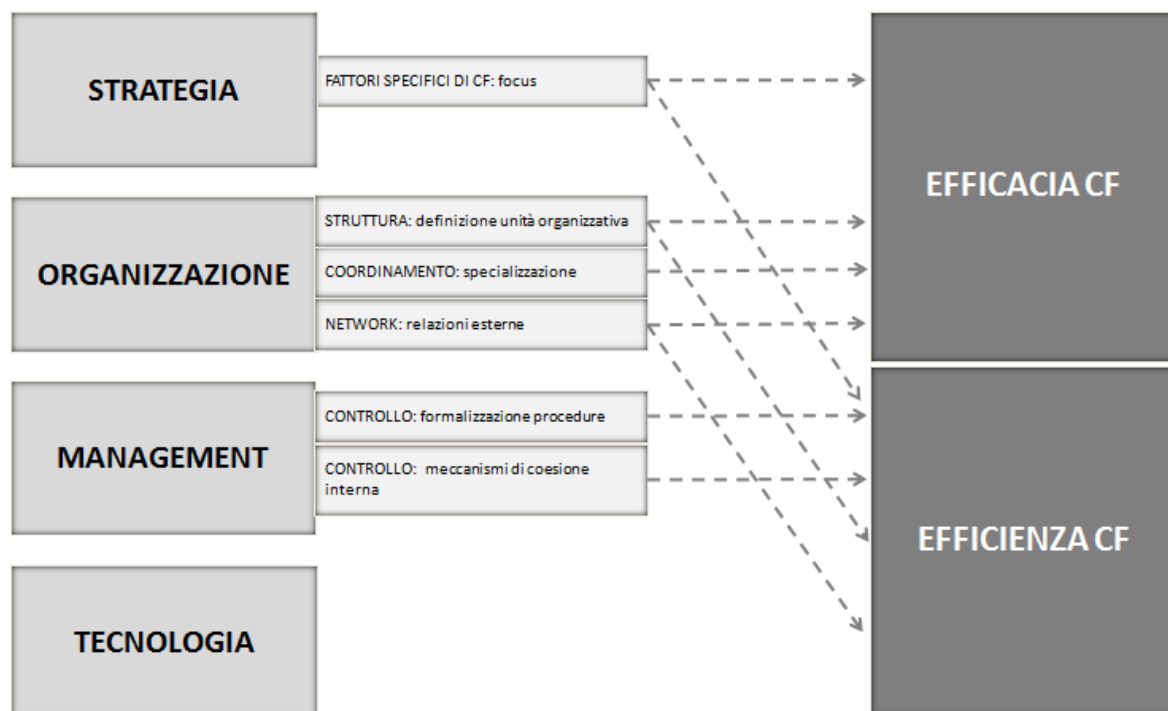 STRATEGIA
FATTORI SPECIFICI DI CF: focus
ORGANIZZAZIONE
STRUTTURA: definizione unità organizzativa
COORDINAMENTO: specializzazione
NETWORK: relazioni esterne
MANAGEMENT
CONTROLLO: formalizzazione procedure
CONTROLLO: meccanismi di coesione
interna
TECNOLOGIA
EFFICACIA CF
EFFICIENZA CF